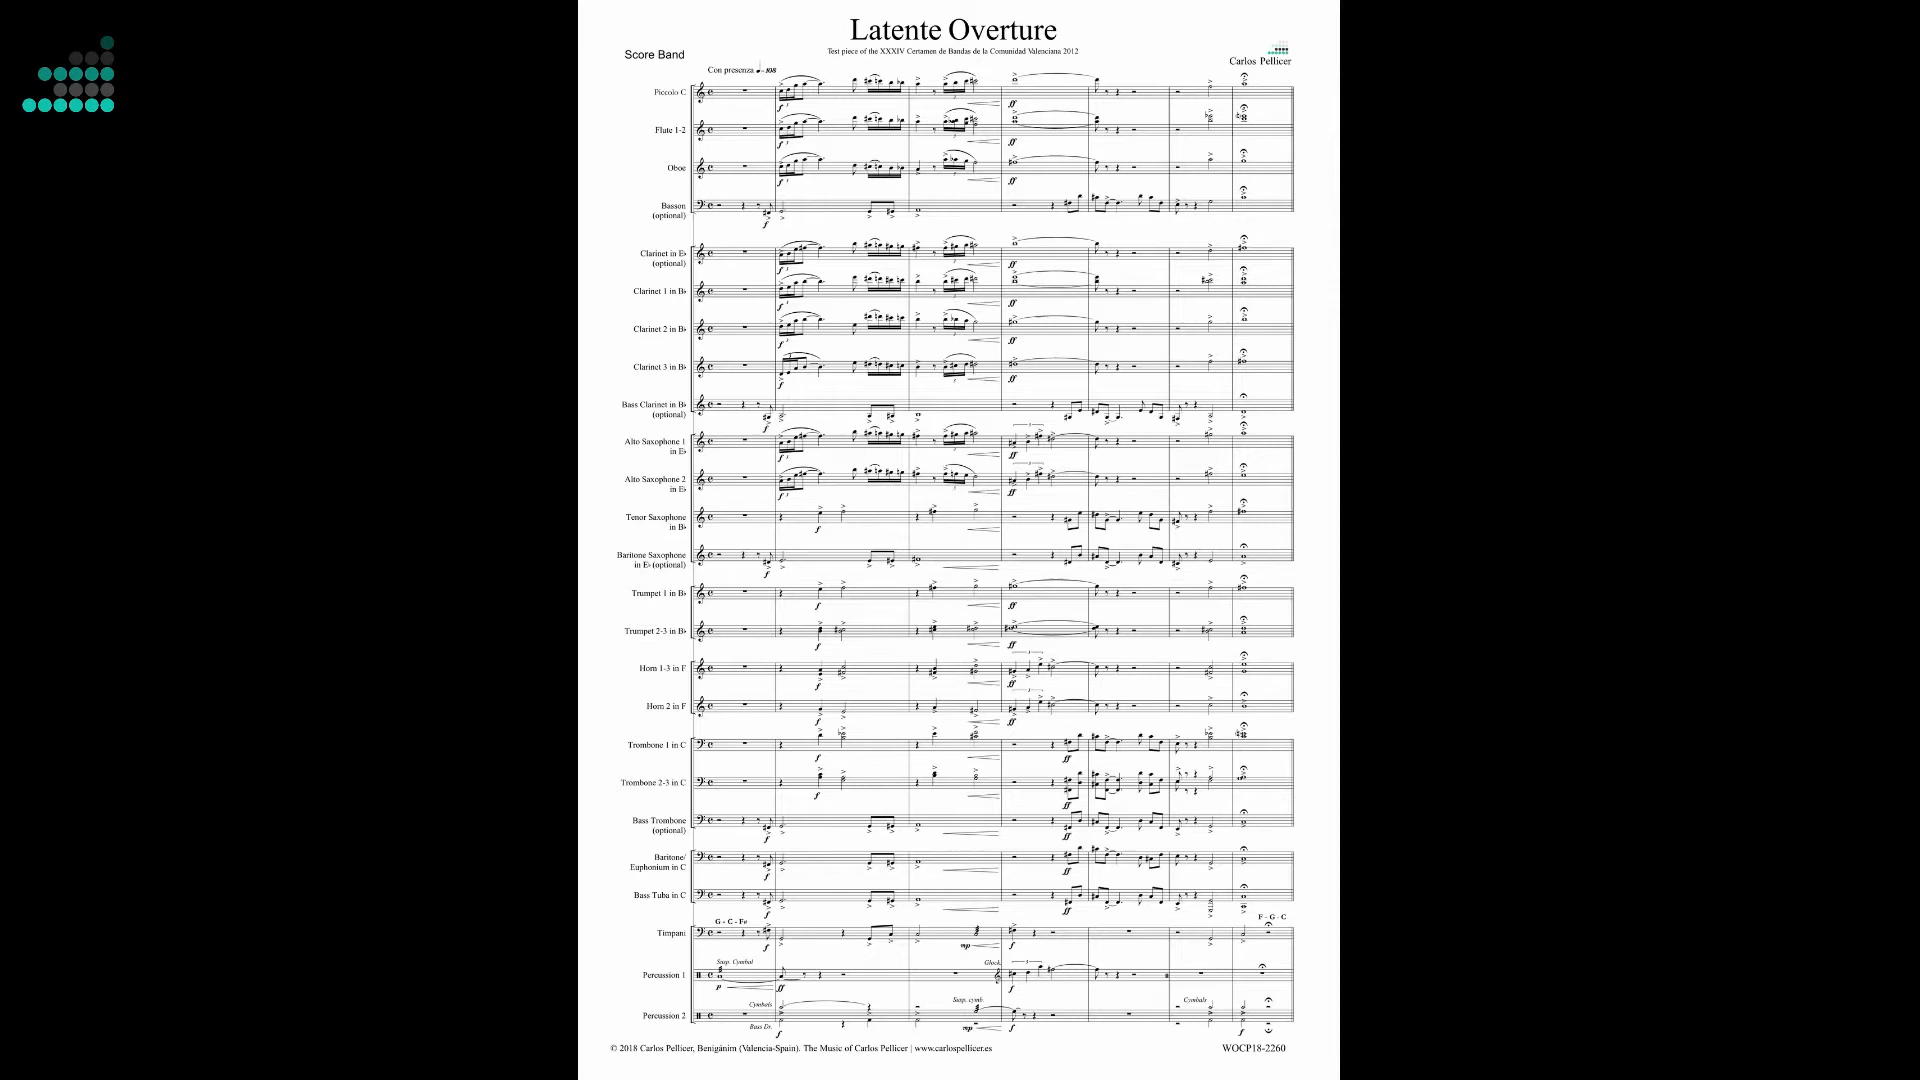 Latente Overture
Test piece of the XXXIV Certamen de Bandas de la Comunidad Valenciana 2012
Score Band
Carlos Pellicer
Con presenza ♩=108
Piccolo C
Flute 1-2
Oboe
Basson
(optional)
Clarinet in E♭
(optional)
Clarinet 1 in B♭
Clarinet 2 in B♭
Clarinet 3 in B♭
Bass Clarinet in B♭
(optional)
Alto Saxophone 1
in E♭
Alto Saxophone 2
in E♭
Tenor Saxophone
in B♭
Baritone Saxophone
in E♭ (optional)
Trumpet 1 in B♭
Trumpet 2-3 in B♭
Horn 1-3 in F
Horn 2 in F
Trombone 1 in C
Trombone 2-3 in C
Bass Trombone
(optional)
Baritone/
Euphonium in C
Bass Tuba in C
G - C - F#
F - G - C
Timpani
mp
Susp. Cymbal
Glock.
Percussion 1
p
ff
f
Cymbals
Susp. cymb.
Cymbals
Percussion 2
Bass Dr.
f
mp
f
f
© 2018 Carlos Pellicer, Benigánim (Valencia-Spain). The Music of Carlos Pellicer | www.carlospellicer.es
WOCP18-2260